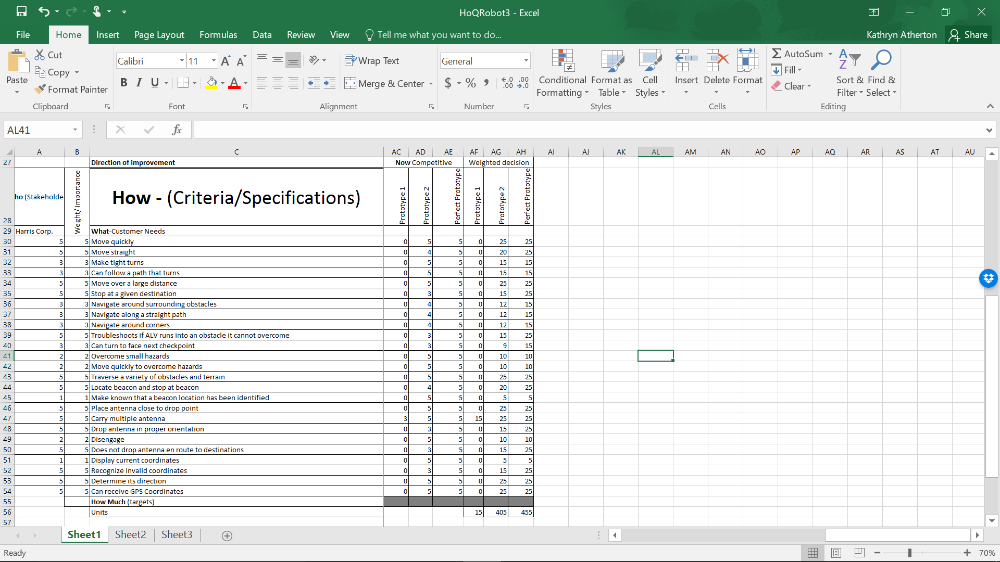 HoQRobot3 - Excel
File Home Insert Page Layout Formulas Data Review View Tell me what you want to do... Kathryn Atherton Share
Paste Cut Copy Format Painter Clipboard
Calibri 11 A A B I U A Font
Wrap Text Merge & Center Alignment
General $ % , ←.0 .00 .00 →.0 Number
Conditional Formatting Format as Table Cell Styles Styles
Insert Delete Format Cells
AutoSum Fill Clear Sort & Filter Find & Select Editing
AL41 fx
A B C AC AD AE AF AG AH AI AJ AK AL AM AN AO AP AQ AR AS AT AU
27 Direction of improvement Now Competitive Weighted decision
28 ho (Stakeholde Weight/ Importance How - (Criteria/Specifications) Prototype 1 Prototype 2 Perfect Prototype Prototype 1 Prototype 2 Perfect Prototype
29 Harris Corp. What-Customer Needs
30 5 5 Move quickly 0 5 5 0 25 25
31 5 5 Move straight 0 4 5 0 20 25
32 3 3 Make tight turns 0 5 5 0 15 15
33 3 3 Can follow a path that turns 0 5 5 0 15 15
34 5 5 Move over a large distance 0 5 5 0 25 25
35 5 5 Stop at a given destination 0 3 5 0 15 25
36 3 3 Navigate around surrounding obstacles 0 4 5 0 12 15
37 3 3 Navigate along a straight path 0 4 5 0 12 15
38 3 3 Navigate around corners 0 4 5 0 12 15
39 5 5 Troubleshoots if ALV runs into an obstacle it cannot overcome 0 3 5 0 15 25
40 3 3 Can turn to face next checkpoint 0 3 5 0 9 15
41 2 2 Overcome small hazards 0 5 5 0 10 10
42 2 2 Move quickly to overcome hazards 0 5 5 0 10 10
43 5 5 Traverse a variety of obstacles and terrain 0 5 5 0 25 25
44 5 5 Locate beacon and stop at beacon 0 4 5 0 20 25
45 1 1 Make known that a beacon location has been identified 0 5 5 0 5 5
46 5 5 Place antenna close to drop point 0 5 5 0 25 25
47 5 5 Carry multiple antenna 3 5 5 15 25 25
48 5 5 Drop antenna in proper orientation 0 3 5 0 15 25
49 2 2 Disengage 0 5 5 0 10 10
50 5 5 Does not drop antenna en route to destinations 0 3 5 0 15 25
51 1 1 Display current coordinates 0 5 5 0 5 5
52 5 5 Recognize invalid coordinates 0 3 5 0 15 25
53 5 5 Determine its direction 0 5 5 0 25 25
54 5 5 Can receive GPS Coordinates 0 5 5 0 25 25
55 How Much (targets)
56 Units 15 405 455
57
Sheet1 Sheet2 Sheet3
Ready 70%